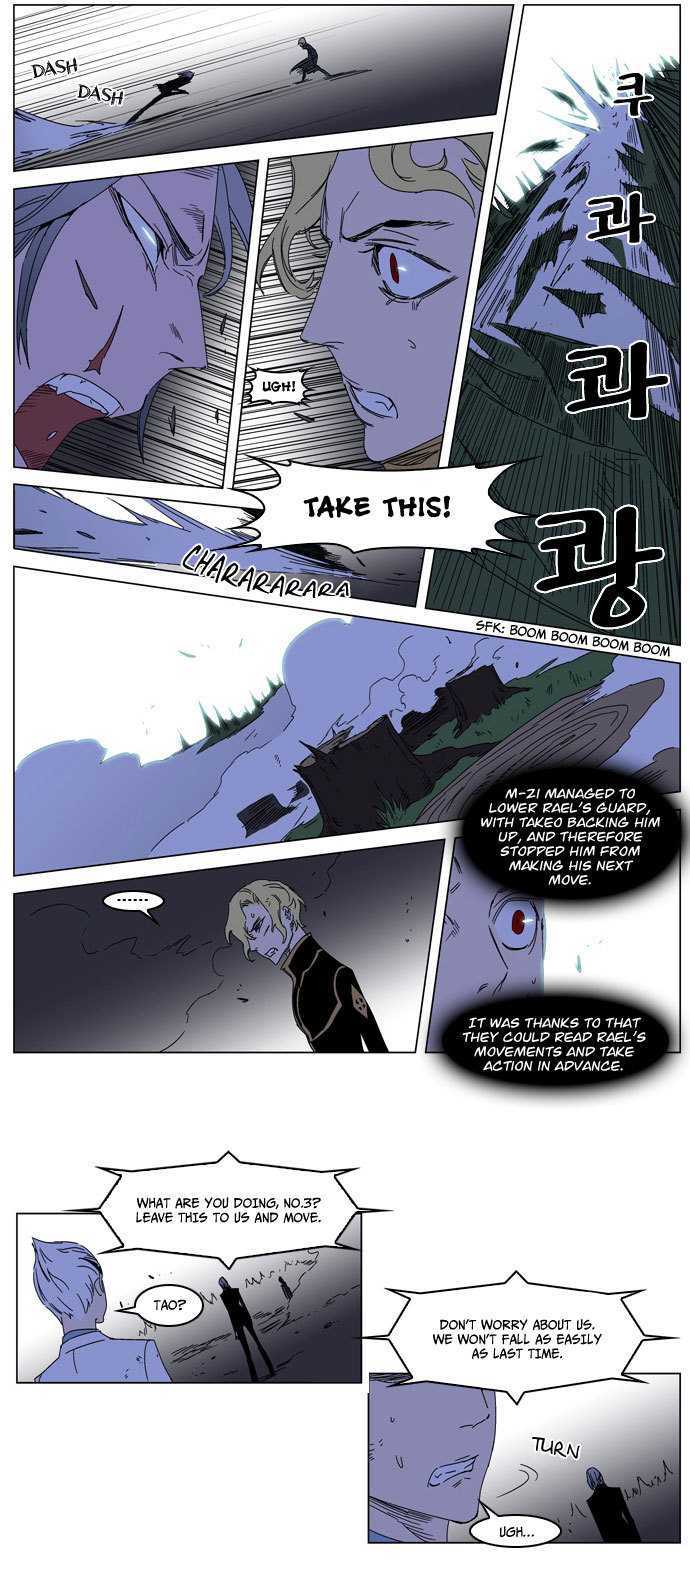 DASH
DASH
쿠
콰
콰
쾅
UGH!
TAKE THIS!
CHARARARARA
SFX: BOOM BOOM BOOM BOOM
M-21 MANAGED TO
LOWER RAEL'S GUARD,
WITH TAKEO BACKING HIM
UP, AND THEREFORE
STOPPED HIM FROM
MAKING HIS NEXT
MOVE.
.......
IT WAS THANKS TO THAT
THEY COULD READ RAEL'S
MOVEMENTS AND TAKE
ACTION IN ADVANCE.
WHAT ARE YOU DOING, NO.3?
LEAVE THIS TO US AND MOVE.
TAO?
DON'T WORRY ABOUT US.
WE WON'T FALL AS EASILY
AS LAST TIME.
TURN
UGH...